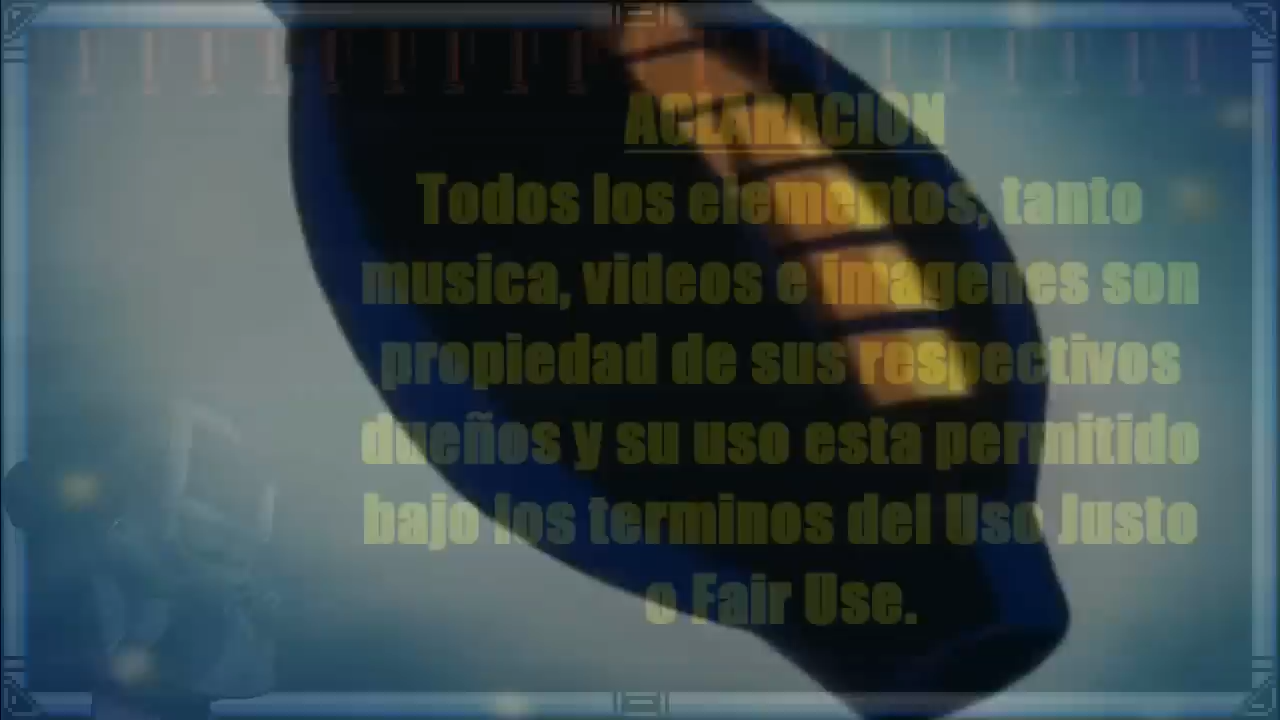 ACLARACION
Todos los elementos, tanto
musica, videos e imagenes son
propiedad de sus respectivos
dueños y su uso esta permitido
bajo los terminos del Uso Justo
o Fair Use.